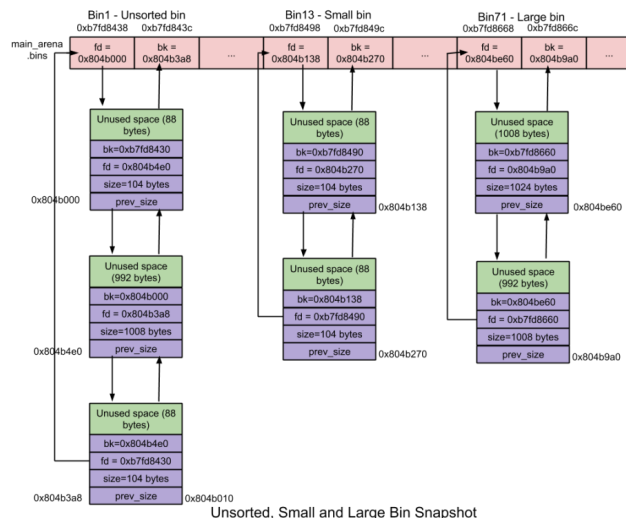 Bin1 - Unsorted bin
Bin13 - Small bin
Bin71 - Large bin
0xb7fd8438 0xb7fd843c
0xb7fd8498 0xb7fd849c
0xb7fd8668 0xb7fd866c
main_arena
.bins
fd =
0x804b000
bk =
0x804b3a8
...
fd =
0x804b138
bk =
0x804b270
...
fd =
0x804be60
bk =
0x804b9a0
...
Unused space (88
bytes)
bk=0xb7fd8430
fd = 0x804b4e0
size=104 bytes
prev_size
0x804b000
Unused space
(992 bytes)
bk=0x804b000
fd = 0x804b3a8
size=1008 bytes
prev_size
0x804b4e0
Unused space (88
bytes)
bk=0x804b4e0
fd = 0xb7fd8430
size=104 bytes
prev_size
0x804b3a8
0x804b010
Unused space (88
bytes)
bk=0xb7fd8490
fd = 0x804b270
size=104 bytes
prev_size
0x804b138
Unused space (88
bytes)
bk=0x804b138
fd = 0xb7fd8490
size=104 bytes
prev_size
0x804b270
Unused space
(1008 bytes)
bk=0xb7fd8660
fd = 0x804b9a0
size=1024 bytes
prev_size
0x804be60
Unused space
(992 bytes)
bk=0x804be60
fd = 0xb7fd8660
size=1008 bytes
prev_size
0x804b9a0
Unsorted, Small and Large Bin Snapshot